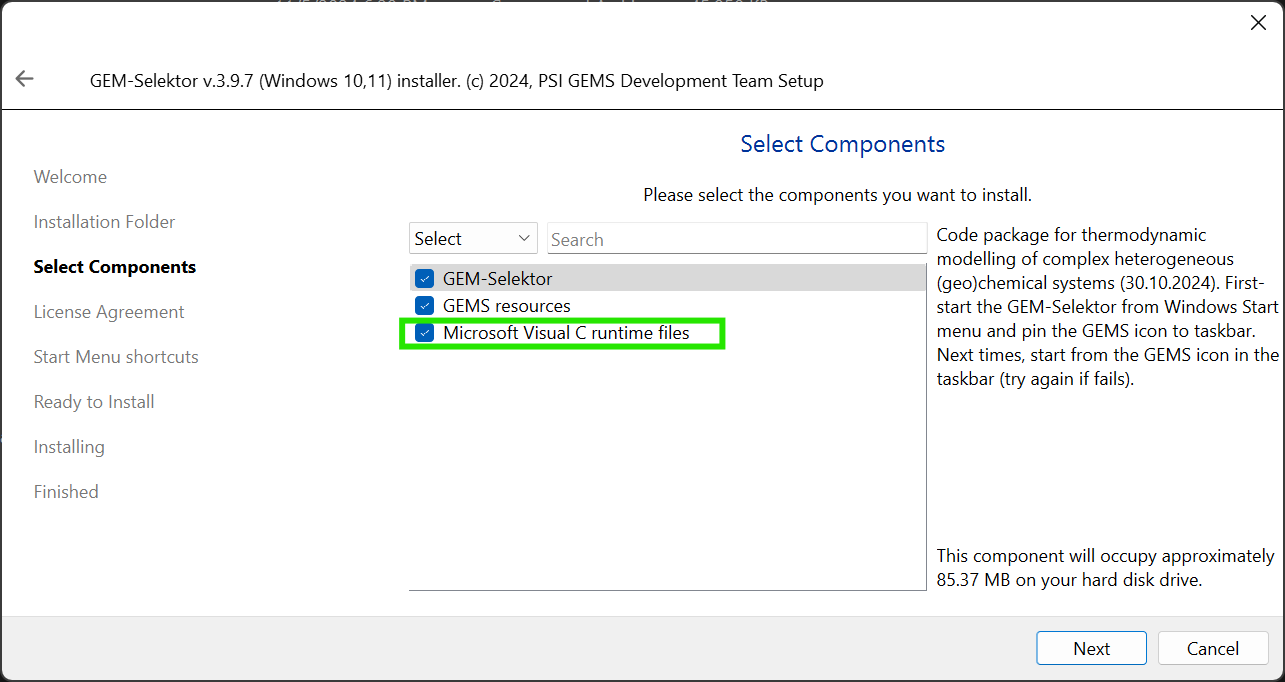 GEM-Selektor v.3.9.7 (Windows 10,11) installer. (c) 2024, PSI GEMS Development Team Setup
Welcome
Installation Folder
Select Components
License Agreement
Start Menu shortcuts
Ready to Install
Installing
Finished
Select Components
Please select the components you want to install.
Select
Search
GEM-Selektor
GEMS resources
Microsoft Visual C runtime files
Code package for thermodynamic
modelling of complex heterogeneous
(geo)chemical systems (30.10.2024). First-
start the GEM-Selektor from Windows Start
menu and pin the GEMS icon to taskbar.
Next times, start from the GEMS icon in the
taskbar (try again if fails).
This component will occupy approximately
85.37 MB on your hard disk drive.
Next
Cancel